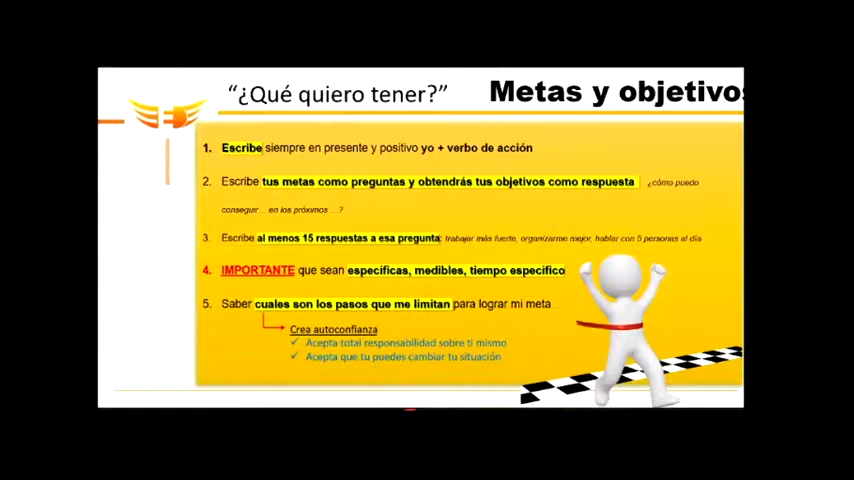 “¿Qué quiero tener?” Metas y objetivos
1. Escribe siempre en presente y positivo yo + verbo de acción
2. Escribe tus metas como preguntas y obtendrás tus objetivos como respuesta ¿cómo puedo
conseguir... en los próximos ...?
3. Escribe al menos 15 respuestas a esa pregunta: trabajar más fuerte, organizarme mejor, hablar con 5 personas al día
4. IMPORTANTE que sean específicas, medibles, tiempo específico
5. Saber cuales son los pasos que me limitan para lograr mi meta
Crea autoconfianza
✓ Acepta total responsabilidad sobre ti mismo
✓ Acepta que tu puedes cambiar tu situación